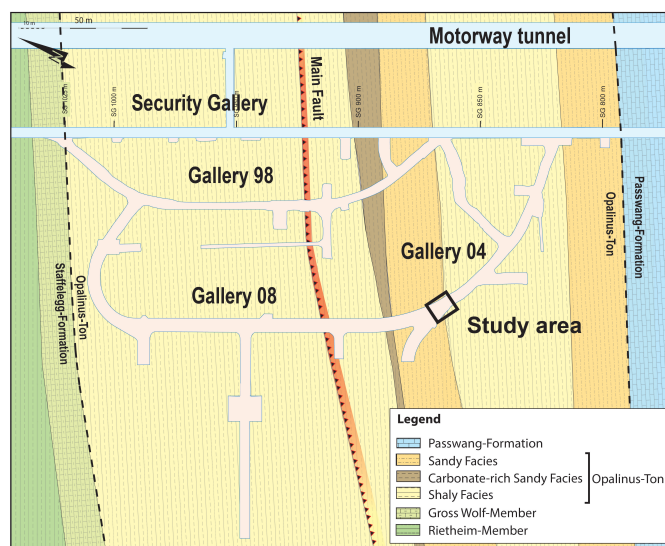 10 m
50 m
N
Motorway tunnel
Security Gallery
Main Fault
SG 1000 m
SG 900 m
SG 850 m
SG 800 m
Gallery 98
Gallery 04
Gallery 08
Study area
Opalinus-Ton
Staffelegg-Formation
Passwang-Formation
Opalinus-Ton
Legend
Passwang-Formation
Sandy Facies
Carbonate-rich Sandy Facies
Shaly Facies
Opalinus-Ton
Gross Wolf-Member
Rietheim-Member